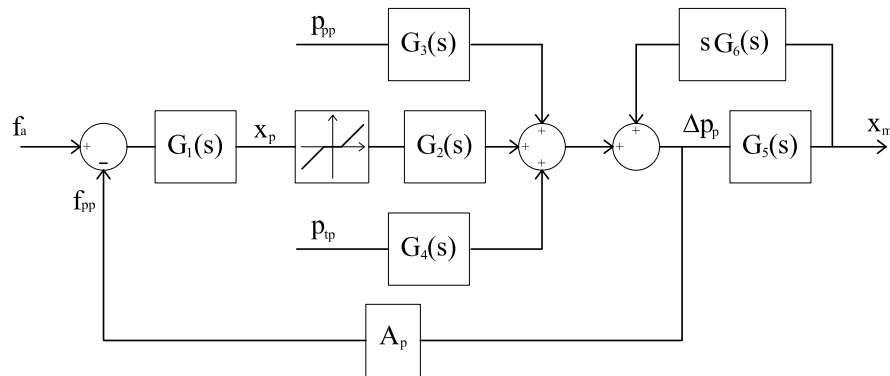 p_pp
G_3(s)
s G_6(s)
f_a
+
−
G_1(s)
x_p
G_2(s)
+
+
+
+
+
Δp_p
G_5(s)
x_m
f_pp
p_tp
G_4(s)
A_p